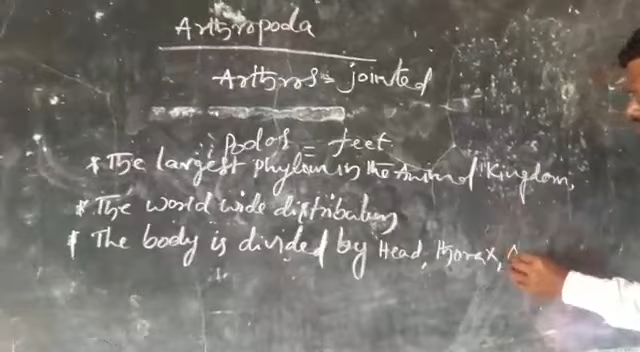 Arthropoda
Arthros = jointed
Podos = feet.
* The largest phylum in the Animal Kingdom.
* The world wide distribution
* The body is divided by Head, thorax, A